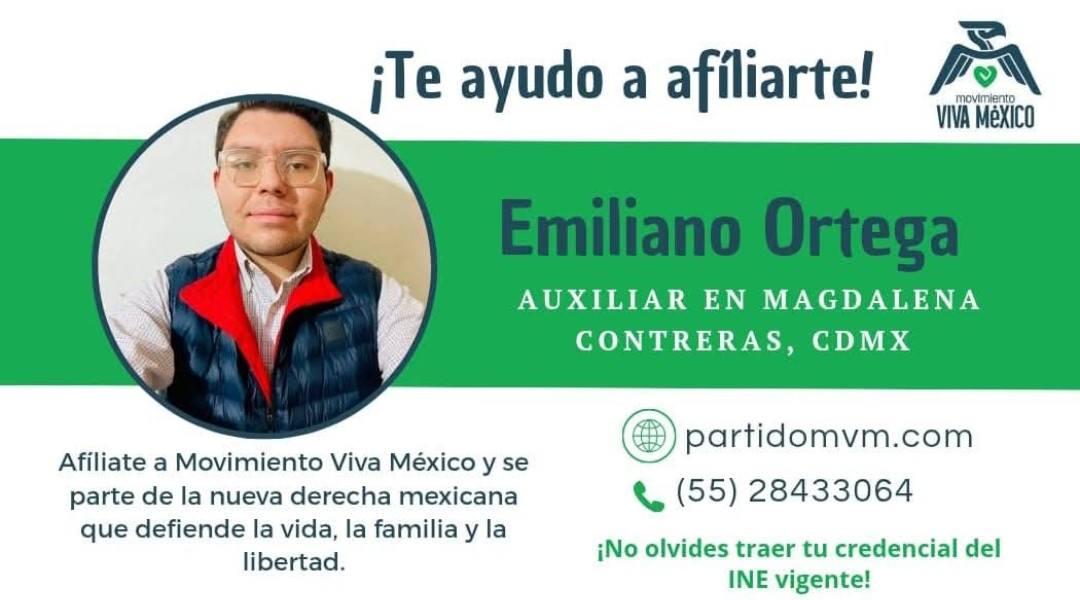 ¡Te ayudo a afíliarte!
movimiento
VIVA MéxICO
Emiliano Ortega
AUXILIAR EN MAGDALENA
CONTRERAS, CDMX
Afíliate a Movimiento Viva México y se
parte de la nueva derecha mexicana
que defiende la vida, la familia y la
libertad.
partidomvm.com
(55) 28433064
¡No olvides traer tu credencial del
INE vigente!